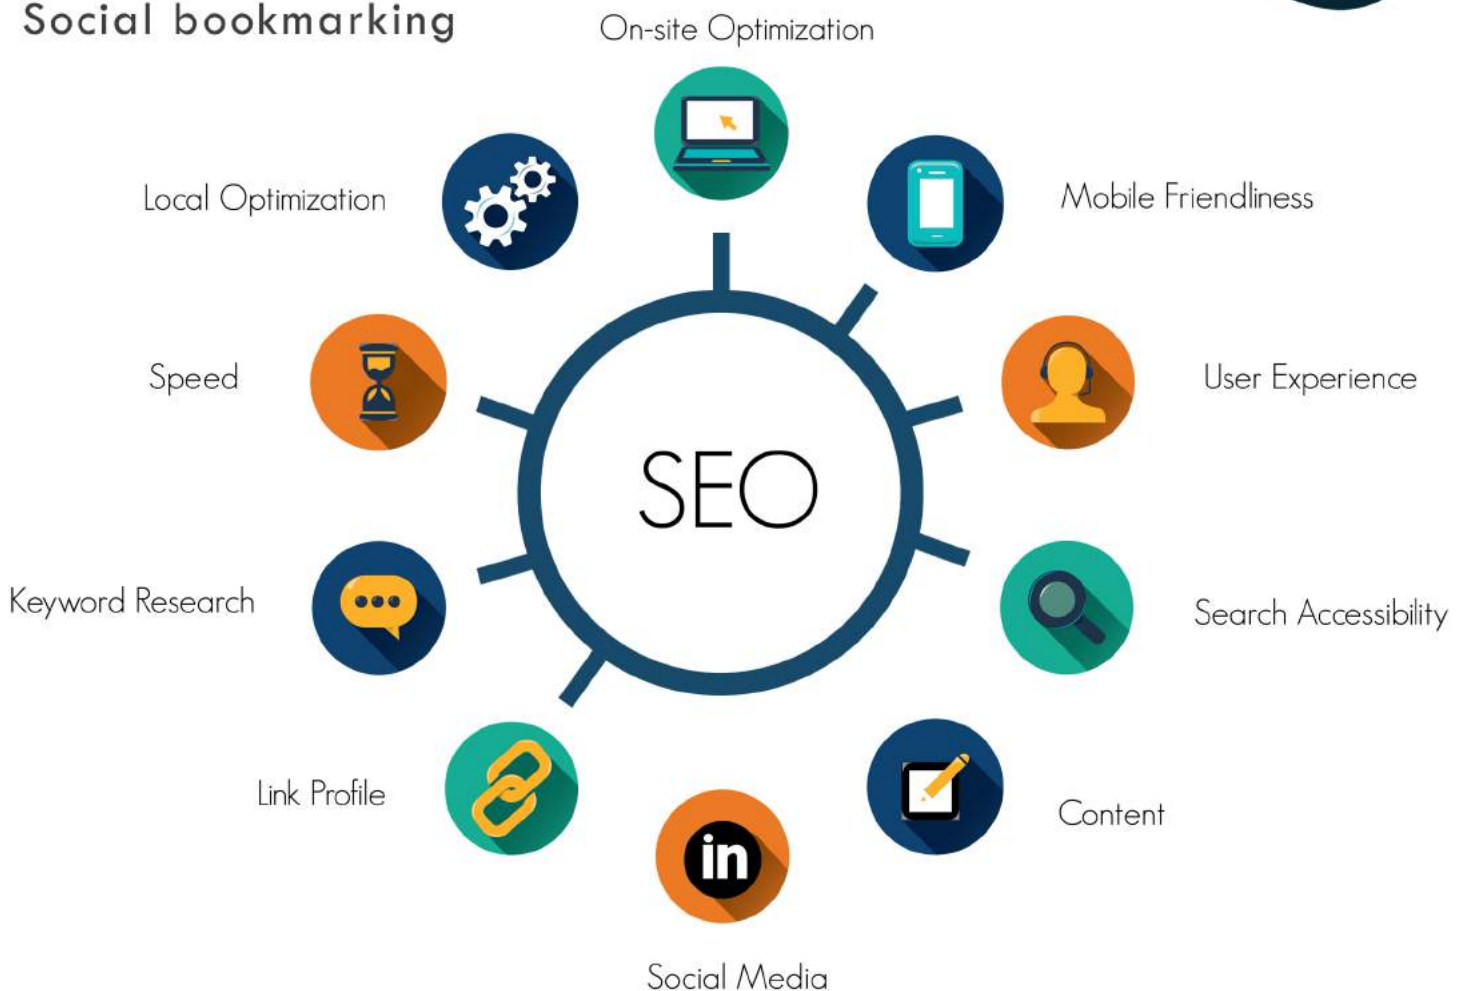 Social bookmarking
On-site Optimization
Local Optimization
Mobile Friendliness
Speed
User Experience
SEO
Keyword Research
Search Accessibility
Link Profile
Content
in
Social Media